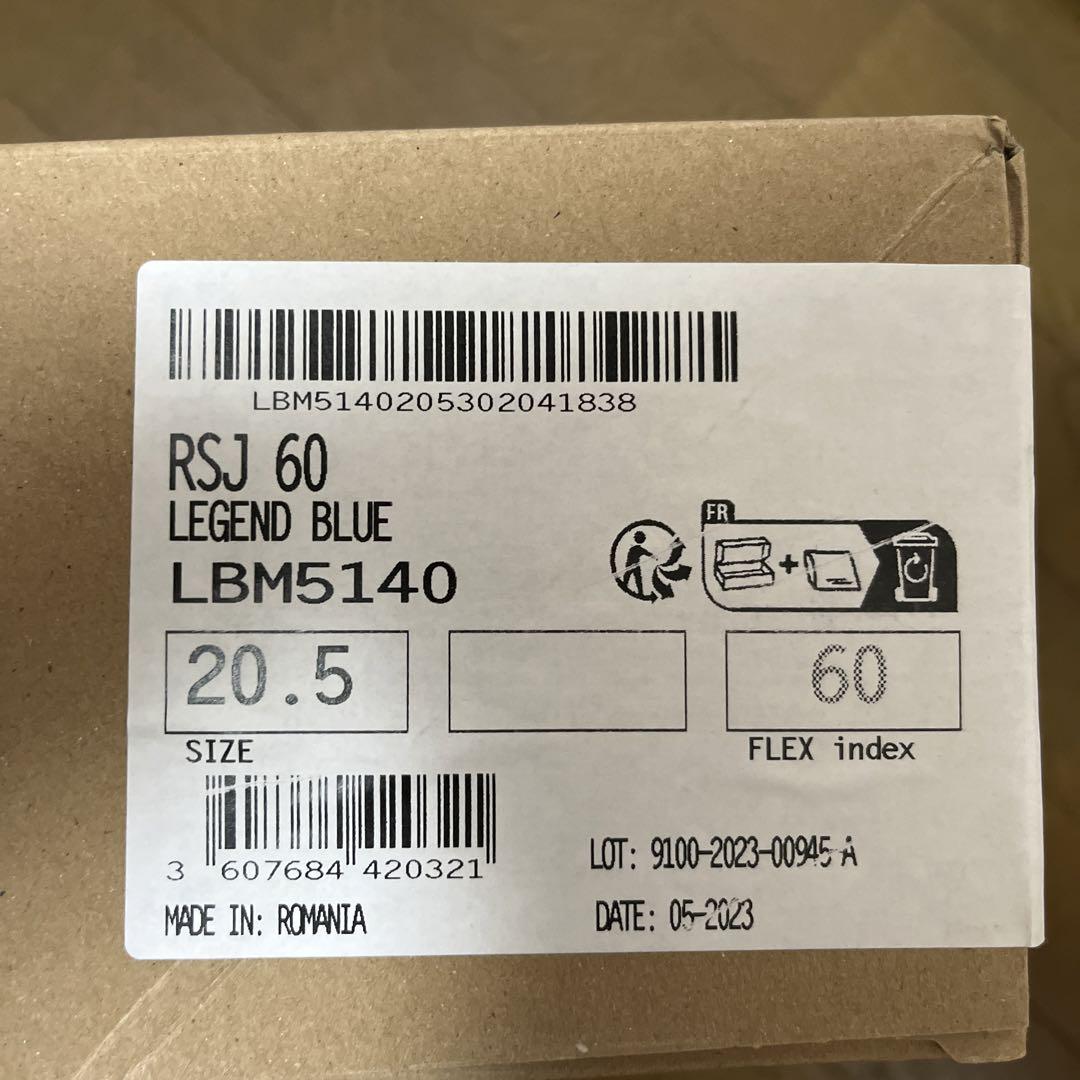 LBM5140205302041838
RSJ 60
LEGEND BLUE
LBM5140
FR
+
20.5
60
SIZE
FLEX index
3 607684 420321
LOT: 9100-2023-00945-A
MADE IN: ROMANIA
DATE: 05-2023